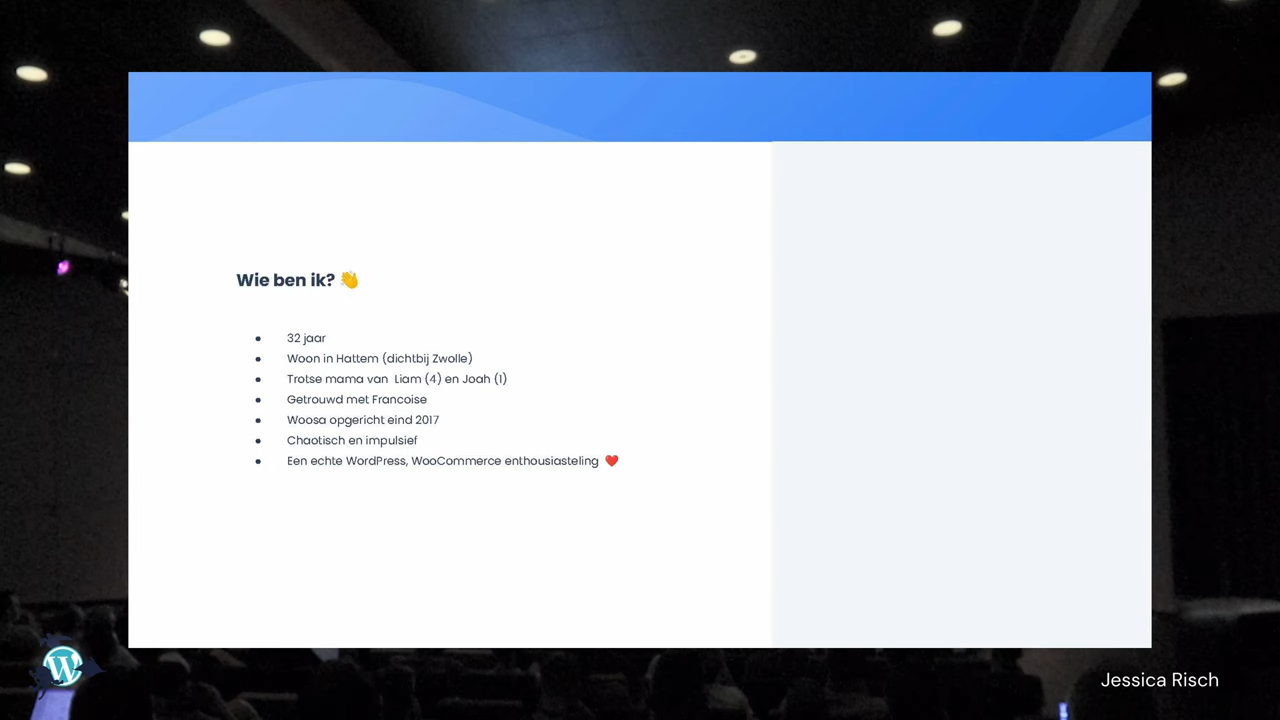 Wie ben ik? 👋
• 32 jaar
• Woon in Hattem (dichtbij Zwolle)
• Trotse mama van Liam (4) en Joah (1)
• Getrouwd met Francoise
• Woosa opgericht eind 2017
• Chaotisch en impulsief
• Een echte WordPress, WooCommerce enthousiasteling ❤️
W
Jessica Risch